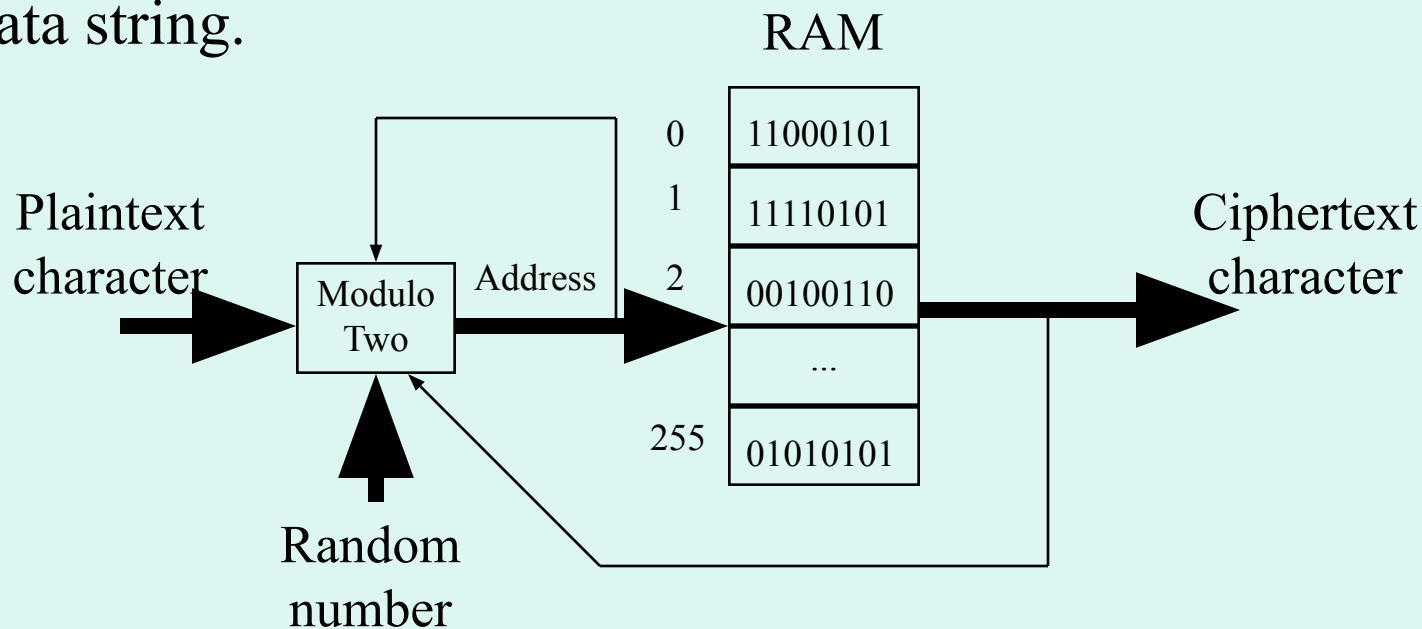 ata string.
RAM
0 11000101
1 11110101
Plaintext
character
Ciphertext
character
Modulo
Two
Address
2 00100110
...
255 01010101
Random
number